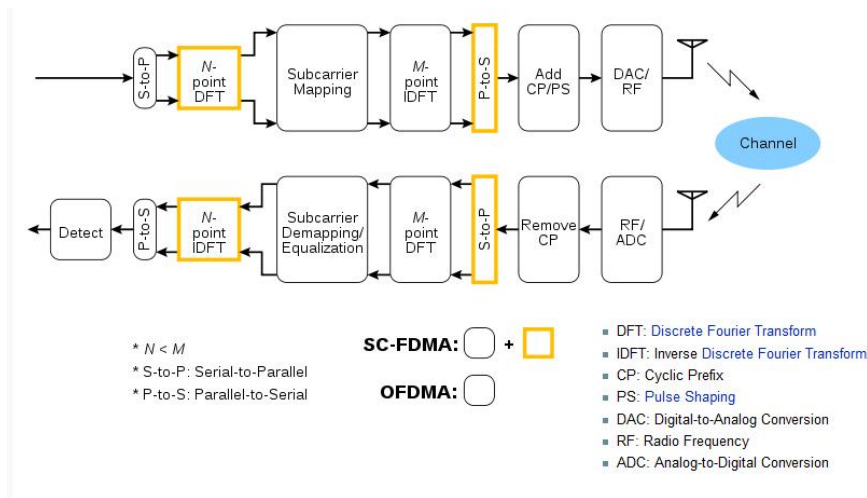 S-to-P
N-
point
DFT
Subcarrier
Mapping
M-
point
IDFT
P-to-S
Add
CP/PS
DAC/
RF
Channel
Detect
P-to-S
N-
point
IDFT
Subcarrier
Demapping/
Equalization
M-
point
DFT
S-to-P
Remove
CP
RF/
ADC
* N < M
* S-to-P: Serial-to-Parallel
* P-to-S: Parallel-to-Serial
SC-FDMA: +
OFDMA:
▪ DFT: Discrete Fourier Transform
▪ IDFT: Inverse Discrete Fourier Transform
▪ CP: Cyclic Prefix
▪ PS: Pulse Shaping
▪ DAC: Digital-to-Analog Conversion
▪ RF: Radio Frequency
▪ ADC: Analog-to-Digital Conversion